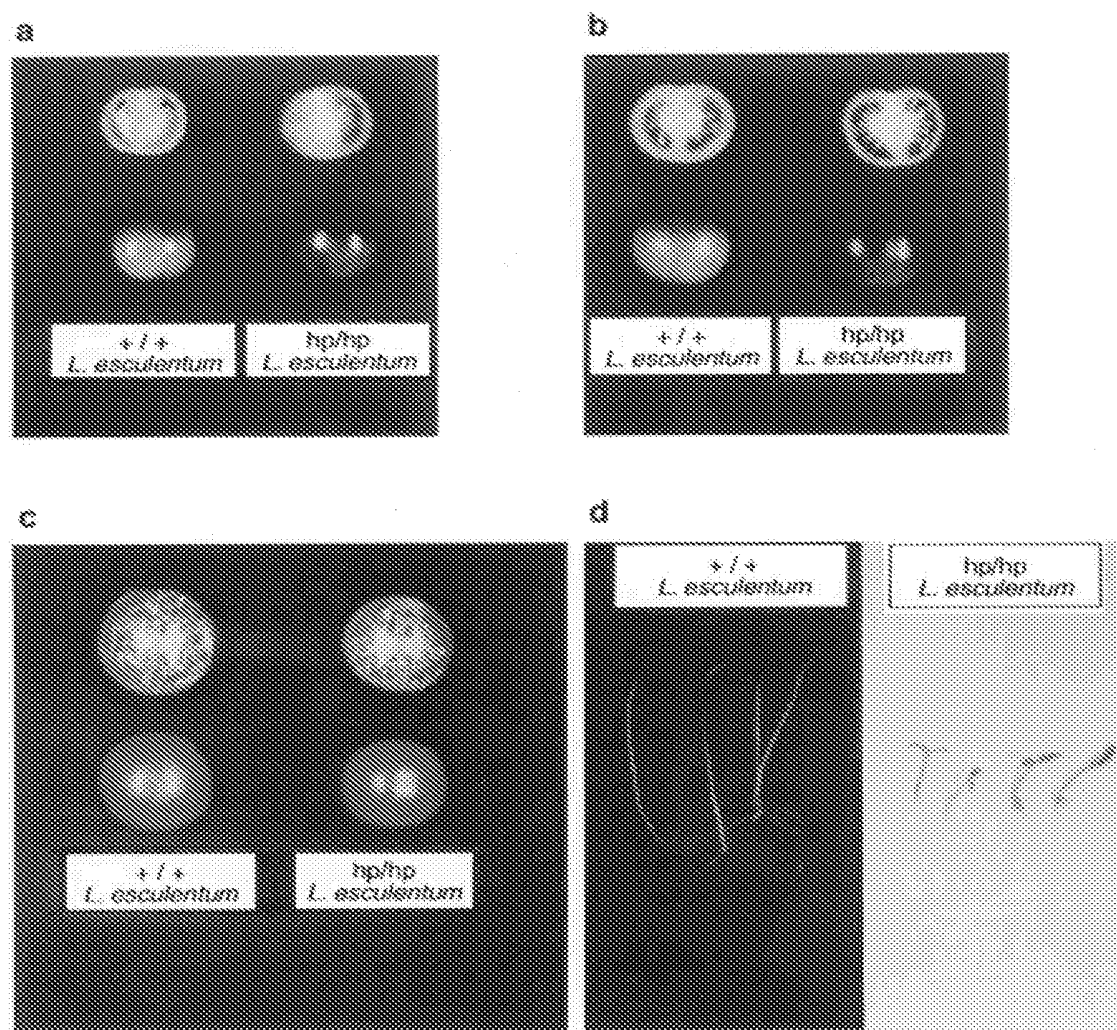 a
b
+ / +
L. esculentum
hp/hp
L. esculentum
+ / +
L. esculentum
hp/hp
L. esculentum
c
d
+ / +
L. esculentum
hp/hp
L. esculentum
+ / +
L. esculentum
hp/hp
L. esculentum